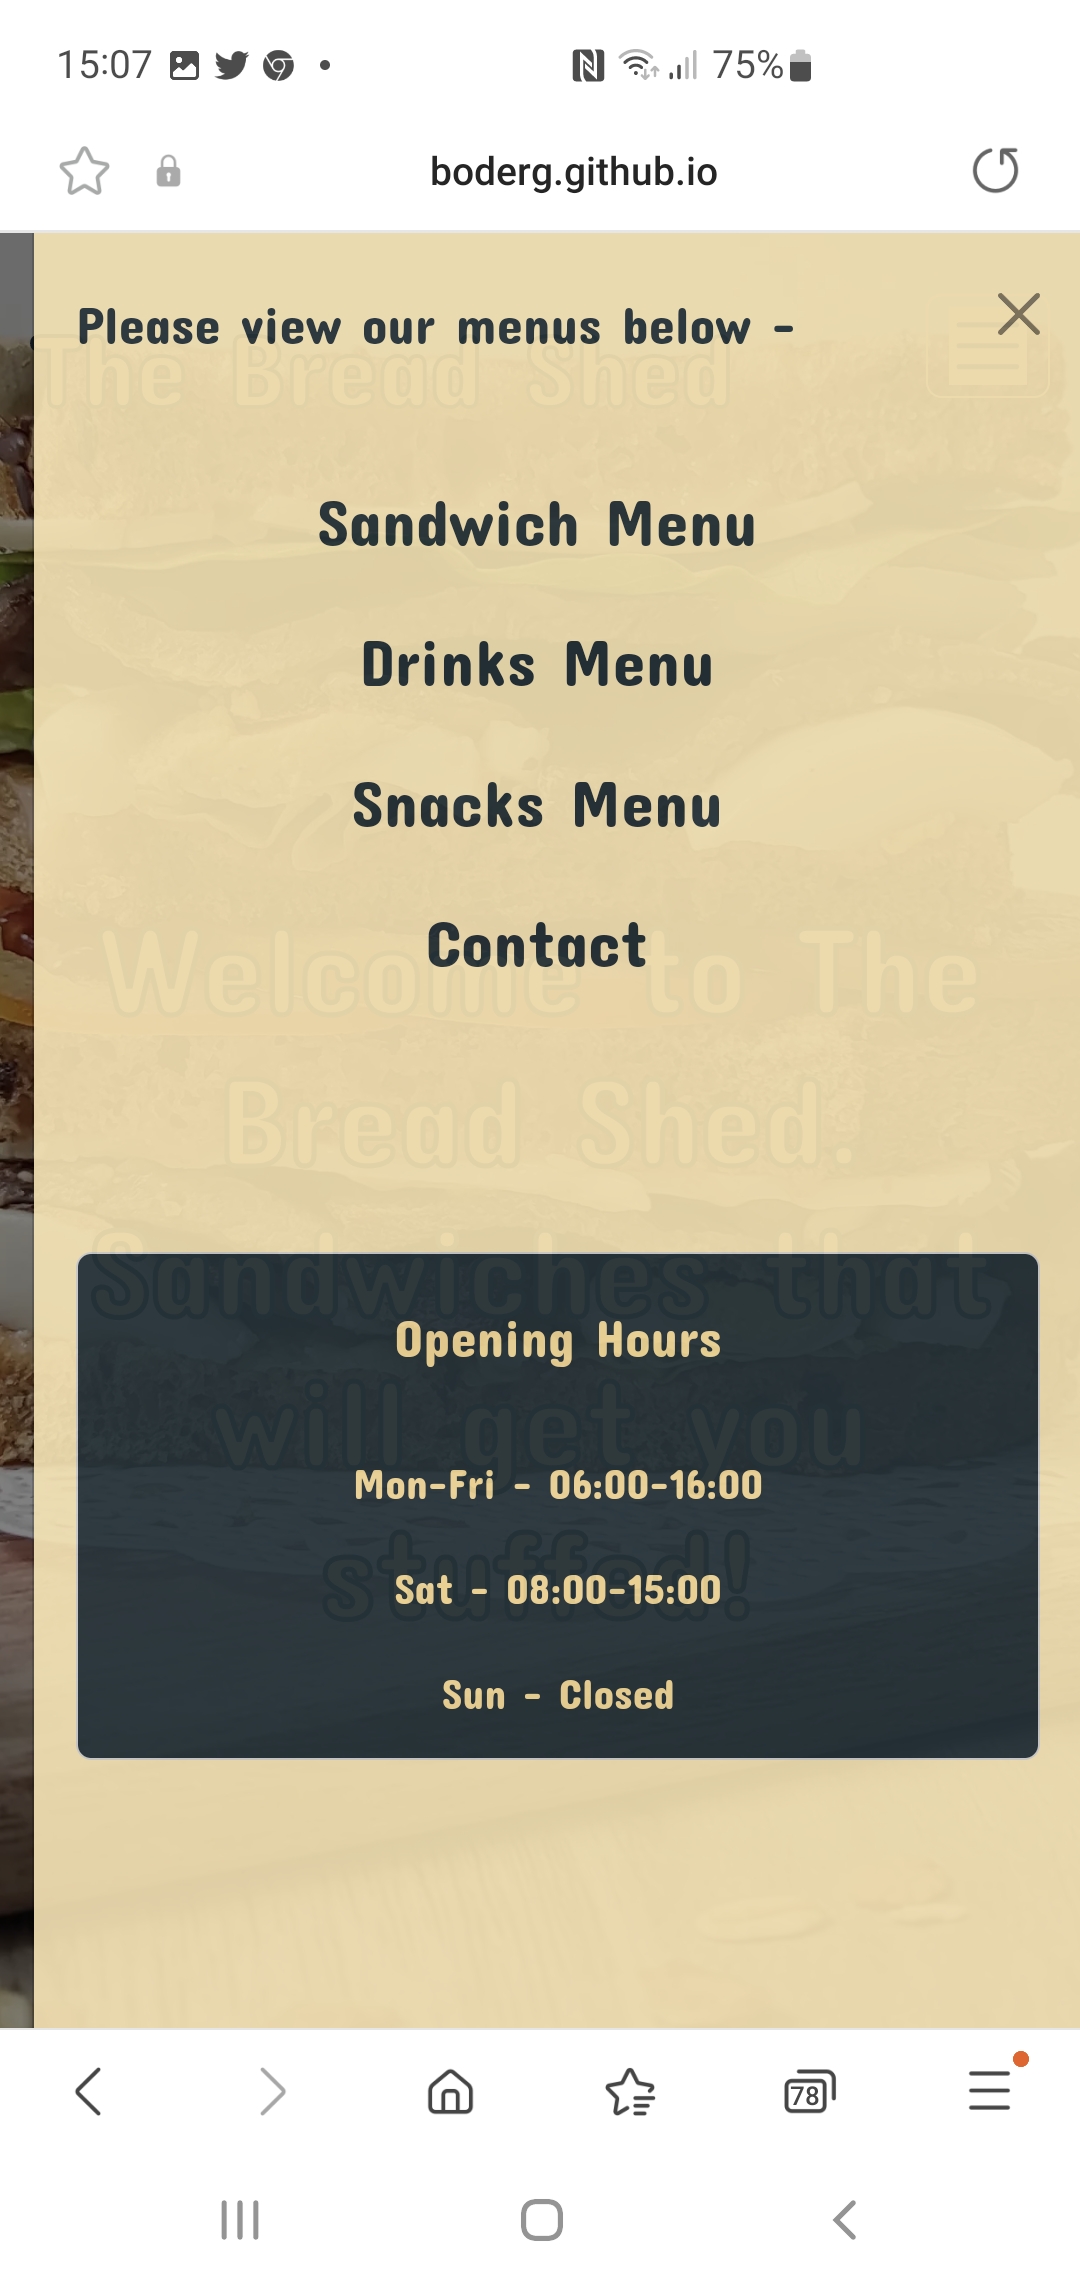 15:07
75%
boderg.github.io
Please view our menus below -
The Bread Shed
Sandwich Menu
Drinks Menu
Snacks Menu
Contact
Welcome to The
Bread Shed.
Sandwiches that
Opening Hours
will get you
Mon-Fri - 06:00-16:00
stuffed!
Sat - 08:00-15:00
Sun - Closed
78